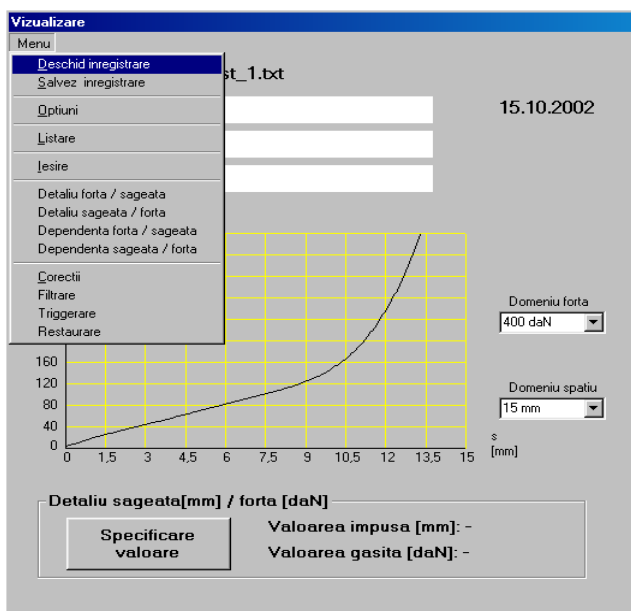 Vizualizare
Menu
Deschid inregistrare
Salvez inregistrare
Optiuni
Listare
Iesire
Detaliu forta / sageata
Detaliu sageata / forta
Dependenta forta / sageata
Dependenta sageata / forta
Corectii
Filtrare
Triggerare
Restaurare
st_1.txt
15.10.2002
160
120
80
40
0
0 1,5 3 4,5 6 7,5 9 10,5 12 13,5 15
s
[mm]
Domeniu forta
400 daN
Domeniu spatiu
15 mm
Detaliu sageata[mm] / forta [daN]
Specificare
valoare
Valoarea impusa [mm]: -
Valoarea gasita [daN]: -